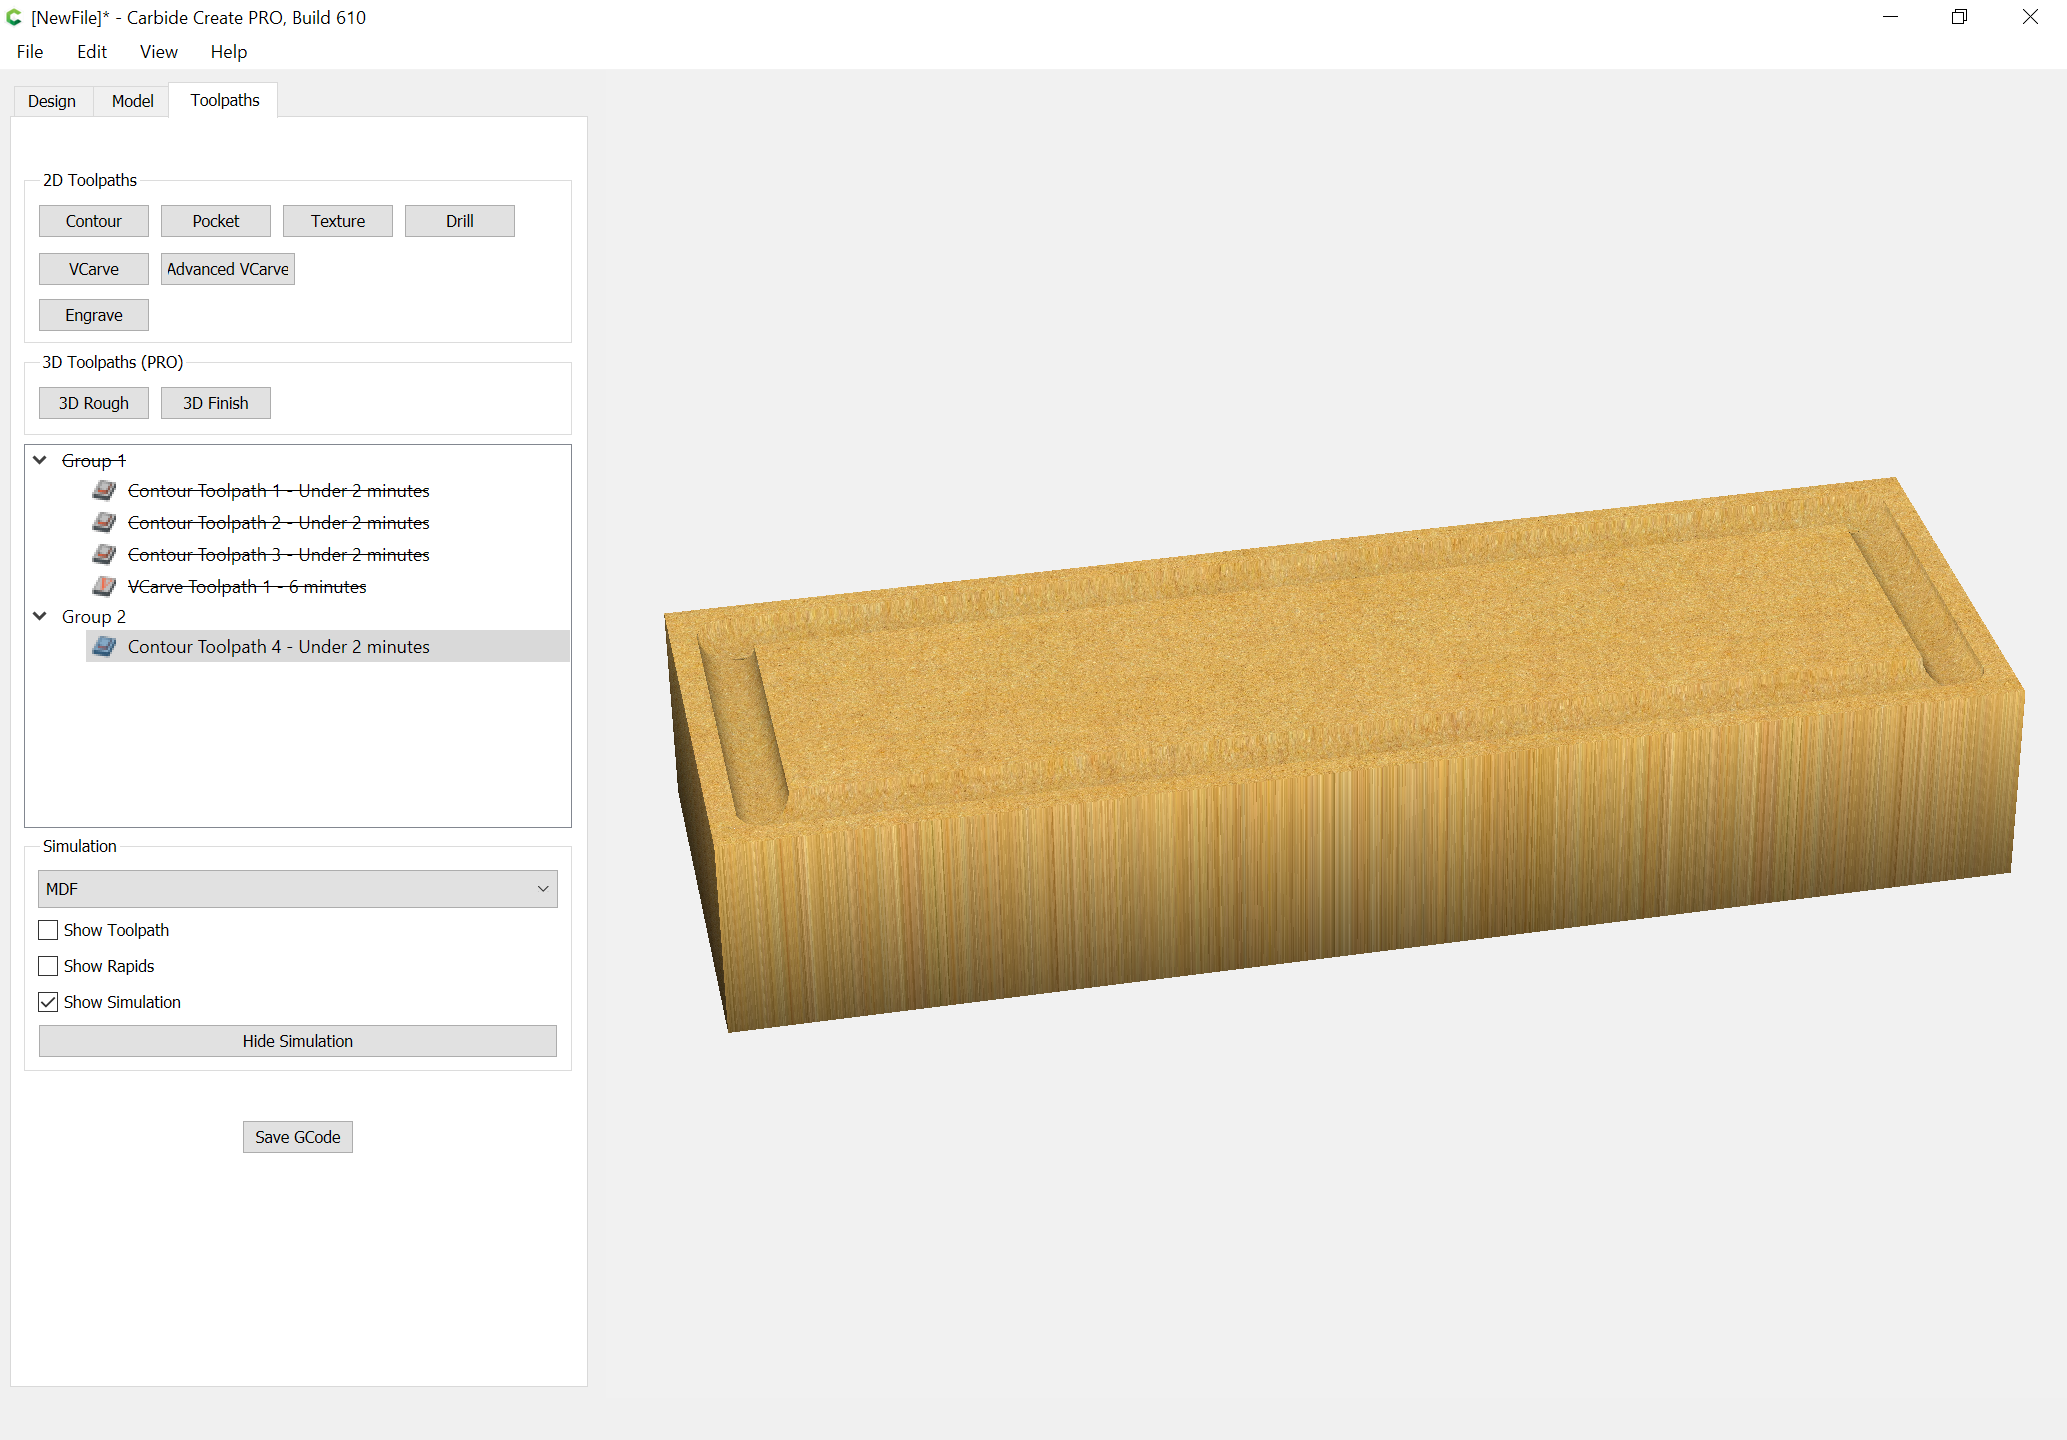 [NewFile]* - Carbide Create PRO, Build 610
File Edit View Help
Design Model Toolpaths
2D Toolpaths
Contour Pocket Texture Drill
VCarve Advanced VCarve
Engrave
3D Toolpaths (PRO)
3D Rough 3D Finish
Group 1
Contour Toolpath 1 - Under 2 minutes
Contour Toolpath 2 - Under 2 minutes
Contour Toolpath 3 - Under 2 minutes
VCarve Toolpath 1 - 6 minutes
Group 2
Contour Toolpath 4 - Under 2 minutes
Simulation
MDF
Show Toolpath
Show Rapids
Show Simulation
Hide Simulation
Save GCode